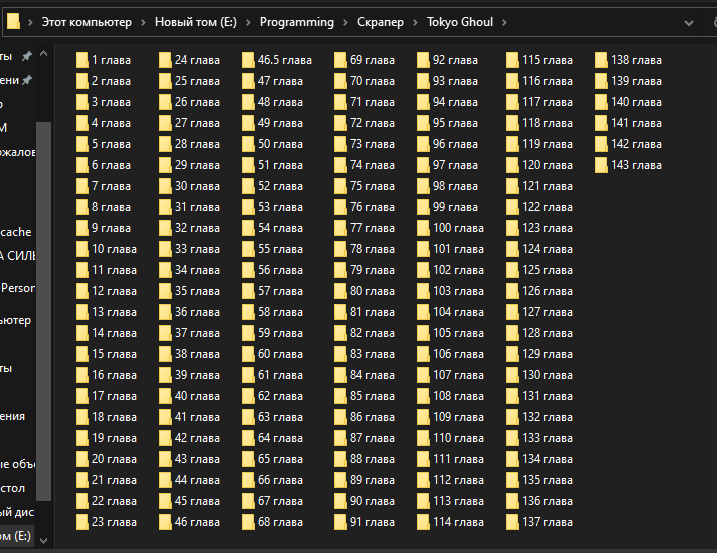 Этот компьютер > Новый том (E:) > Programming > Скрапер > Tokyo Ghoul >
ты
ени
р
М
ожалов
cache
А СИЛЬ
Person
ьютер
ты
ения
ые объ
стол
ый дис
ом (E:)
1 глава
2 глава
3 глава
4 глава
5 глава
6 глава
7 глава
8 глава
9 глава
10 глава
11 глава
12 глава
13 глава
14 глава
15 глава
16 глава
17 глава
18 глава
19 глава
20 глава
21 глава
22 глава
23 глава
24 глава
25 глава
26 глава
27 глава
28 глава
29 глава
30 глава
31 глава
32 глава
33 глава
34 глава
35 глава
36 глава
37 глава
38 глава
39 глава
40 глава
41 глава
42 глава
43 глава
44 глава
45 глава
46 глава
46.5 глава
47 глава
48 глава
49 глава
50 глава
51 глава
52 глава
53 глава
54 глава
55 глава
56 глава
57 глава
58 глава
59 глава
60 глава
61 глава
62 глава
63 глава
64 глава
65 глава
66 глава
67 глава
68 глава
69 глава
70 глава
71 глава
72 глава
73 глава
74 глава
75 глава
76 глава
77 глава
78 глава
79 глава
80 глава
81 глава
82 глава
83 глава
84 глава
85 глава
86 глава
87 глава
88 глава
89 глава
90 глава
91 глава
92 глава
93 глава
94 глава
95 глава
96 глава
97 глава
98 глава
99 глава
100 глава
101 глава
102 глава
103 глава
104 глава
105 глава
106 глава
107 глава
108 глава
109 глава
110 глава
111 глава
112 глава
113 глава
114 глава
115 глава
116 глава
117 глава
118 глава
119 глава
120 глава
121 глава
122 глава
123 глава
124 глава
125 глава
126 глава
127 глава
128 глава
129 глава
130 глава
131 глава
132 глава
133 глава
134 глава
135 глава
136 глава
137 глава
138 глава
139 глава
140 глава
141 глава
142 глава
143 глава